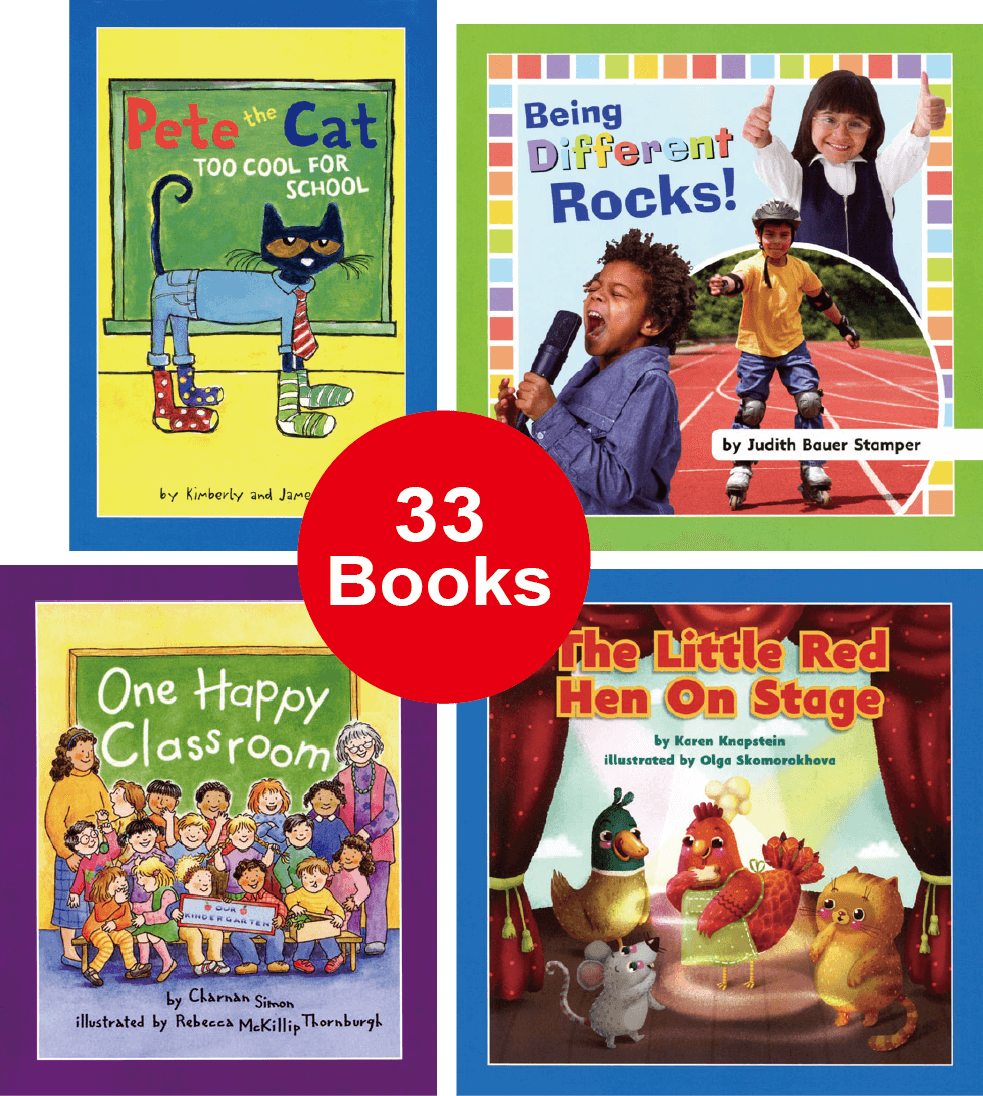 Pete the Cat
TOO COOL FOR
SCHOOL
by Kimberly and
Being
Different
Rocks!
by Judith Bauer Stamper
33
Books
One Happy
Classroom
OUR
KINDERGARTEN
by Charnan Simon
illustrated by Rebecca McKillip Thornburgh
The Little Red
Hen On Stage
by Karen Knapstein
illustrated by Olga Skomorokhova